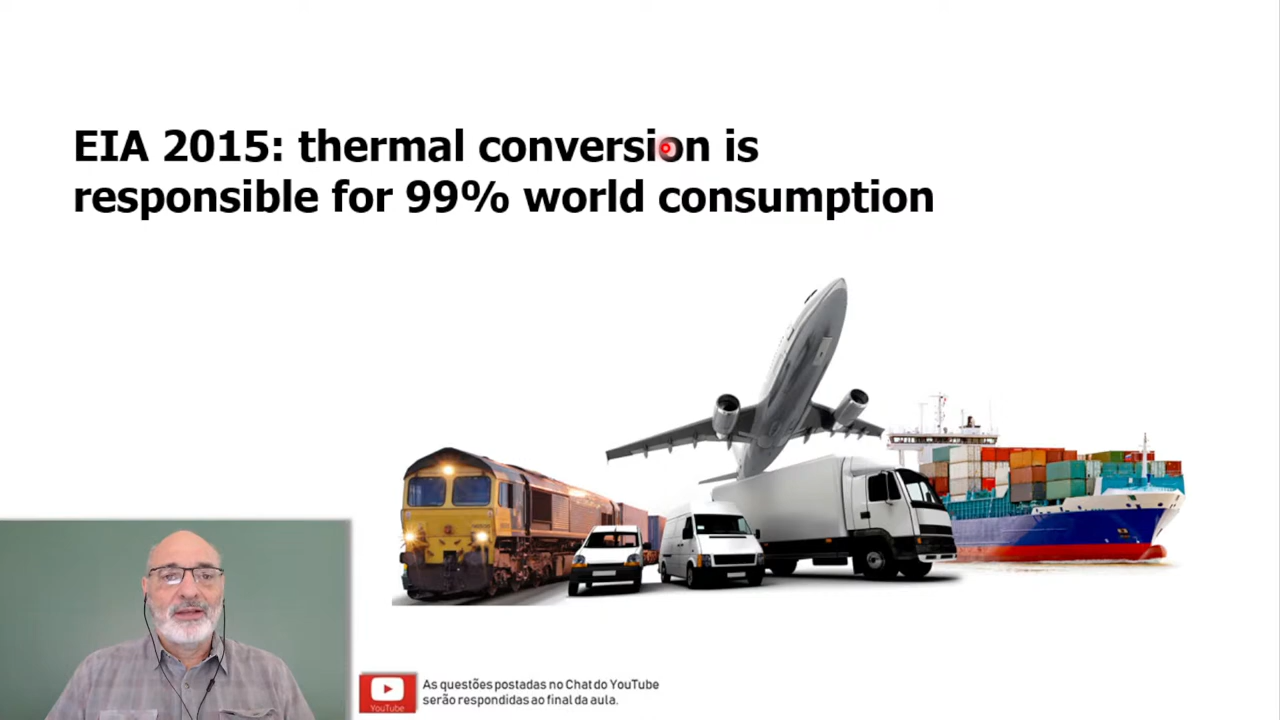 EIA 2015: thermal conversion is
responsible for 99% world consumption
As questões postadas no Chat do YouTube
serão respondidas ao final da aula.
YouTube